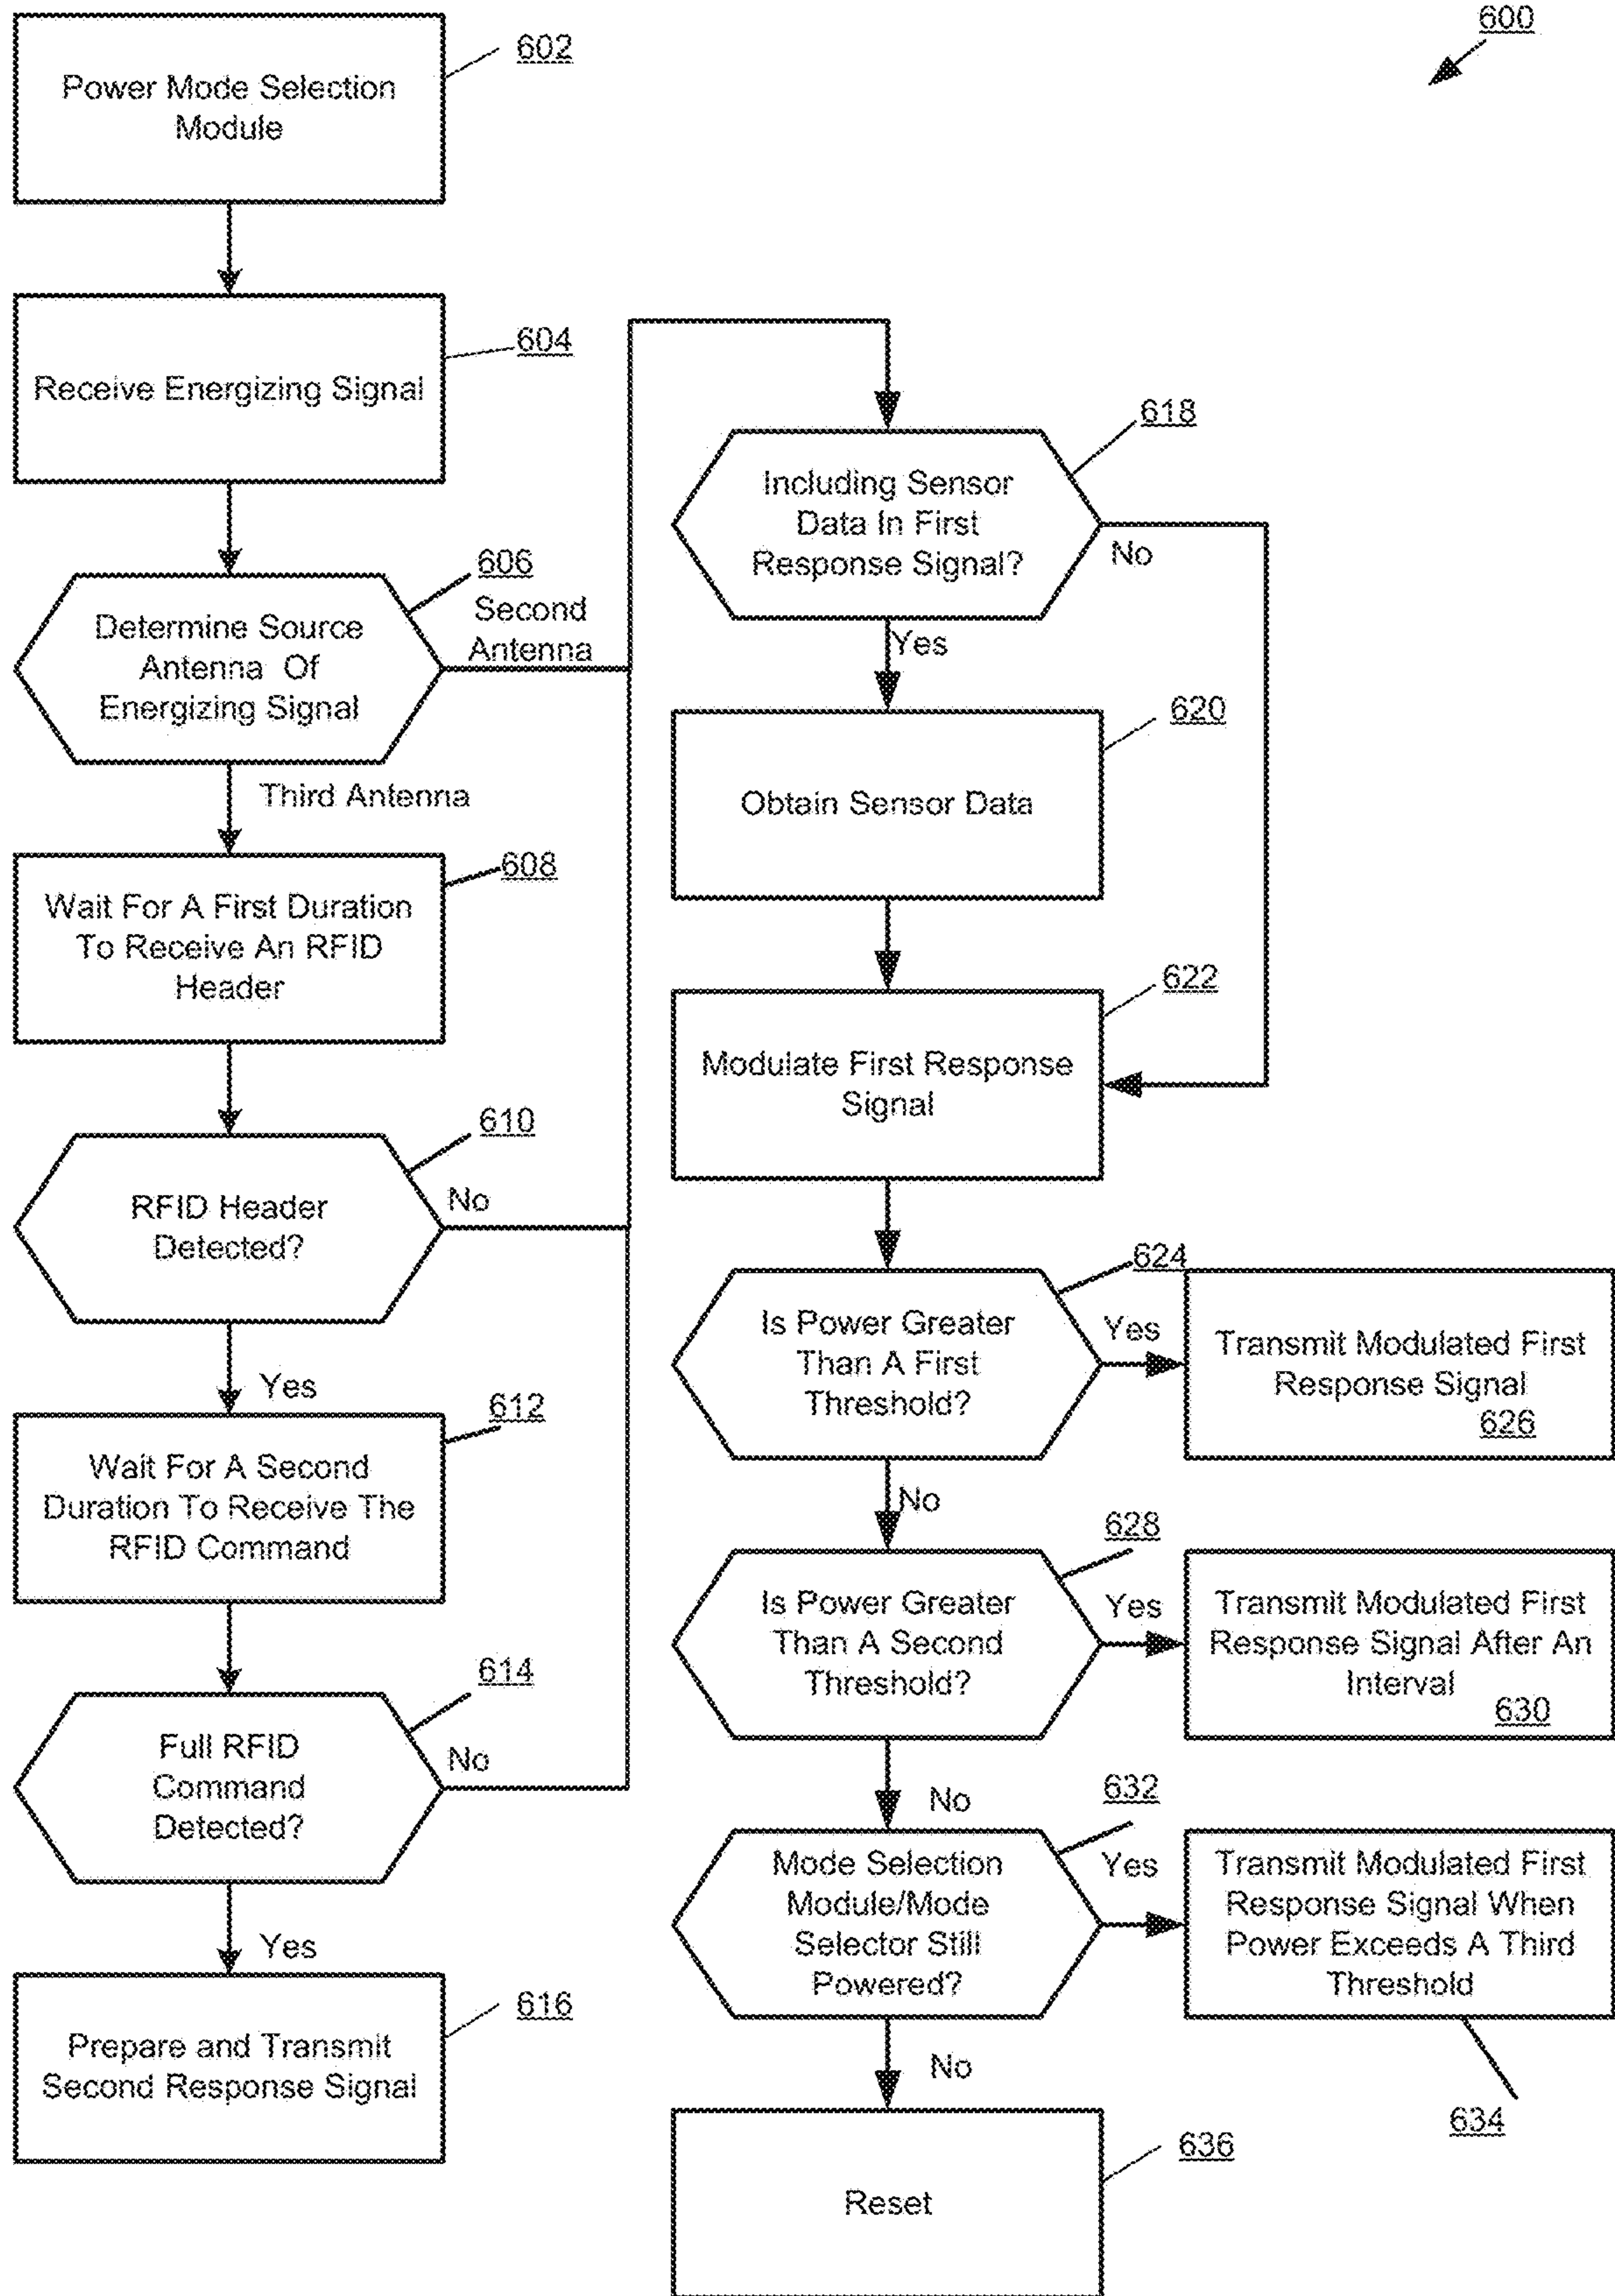 600
602
Power Mode Selection
Module
604
Receive Energizing Signal
606
Determine Source
Antenna Of
Energizing Signal
Second
Antenna
Third Antenna
608
Wait For A First Duration
To Receive An RFID
Header
610
RFID Header
Detected?
No
Yes
612
Wait For A Second
Duration To Receive The
RFID Command
614
Full RFID
Command
Detected?
No
Yes
616
Prepare and Transmit
Second Response Signal
618
Including Sensor
Data In First
Response Signal?
No
Yes
620
Obtain Sensor Data
622
Modulate First Response
Signal
624
Is Power Greater
Than A First
Threshold?
Yes
Transmit Modulated First
Response Signal
626
No
628
Is Power Greater
Than A Second
Threshold?
Yes
Transmit Modulated First
Response Signal After An
Interval
630
No
632
Mode Selection
Module/Mode
Selector Still
Powered?
Yes
Transmit Modulated First
Response Signal When
Power Exceeds A Third
Threshold
634
No
636
Reset